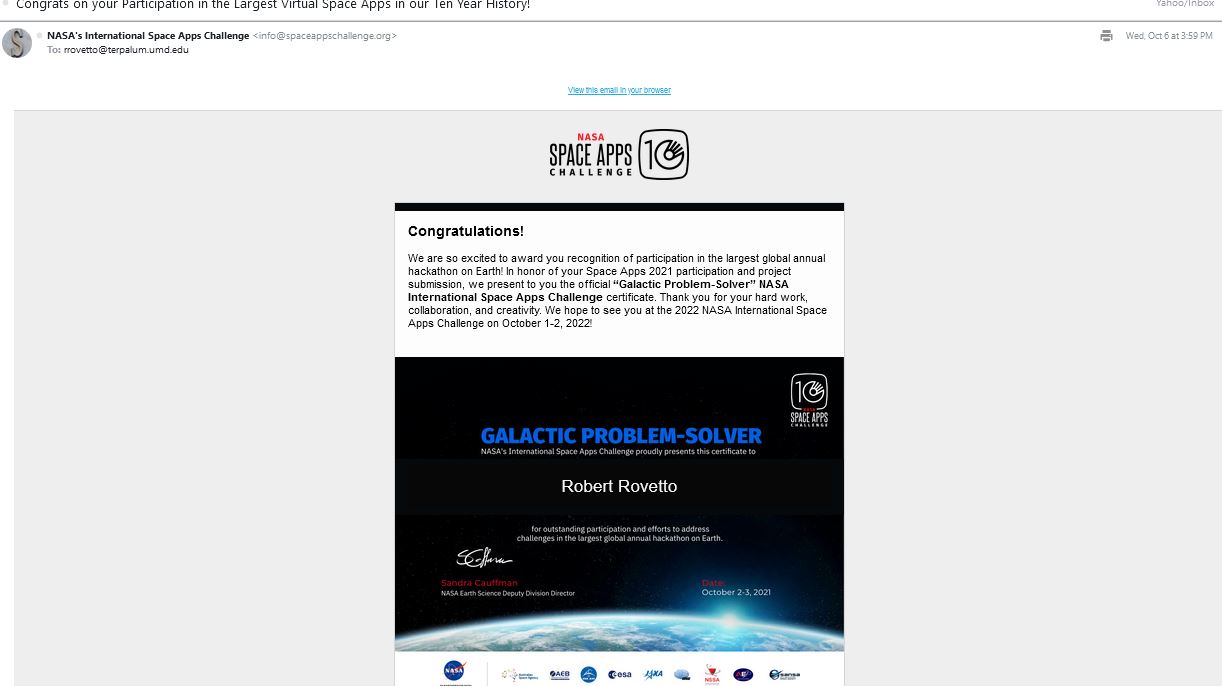 Congrats on your Participation in the Largest Virtual Space Apps in our Ten Year History!
Yahoo/Inbox
NASA's International Space Apps Challenge <info@spaceappschallenge.org>
Wed, Oct 6 at 3:59 PM
To: rrovetto@terpalum.umd.edu
View this email in your browser
NASA
SPACE APPS
CHALLENGE
10
Congratulations!
We are so excited to award you recognition of participation in the largest global annual
hackathon on Earth! In honor of your Space Apps 2021 participation and project
submission, we present to you the official “Galactic Problem-Solver” NASA
International Space Apps Challenge certificate. Thank you for your hard work,
collaboration, and creativity. We hope to see you at the 2022 NASA International Space
Apps Challenge on October 1-2, 2022!
10
NASA
SPACE APPS
CHALLENGE
GALACTIC PROBLEM-SOLVER
NASA's International Space Apps Challenge proudly presents this certificate to
Robert Rovetto
for outstanding participation and efforts to address
challenges in the largest global annual hackathon on Earth.
Sandra Cauffman
NASA Earth Science Deputy Division Director
Date:
October 2-3, 2021
NASA
AEB
esa
JAXA
NSSA
sansa